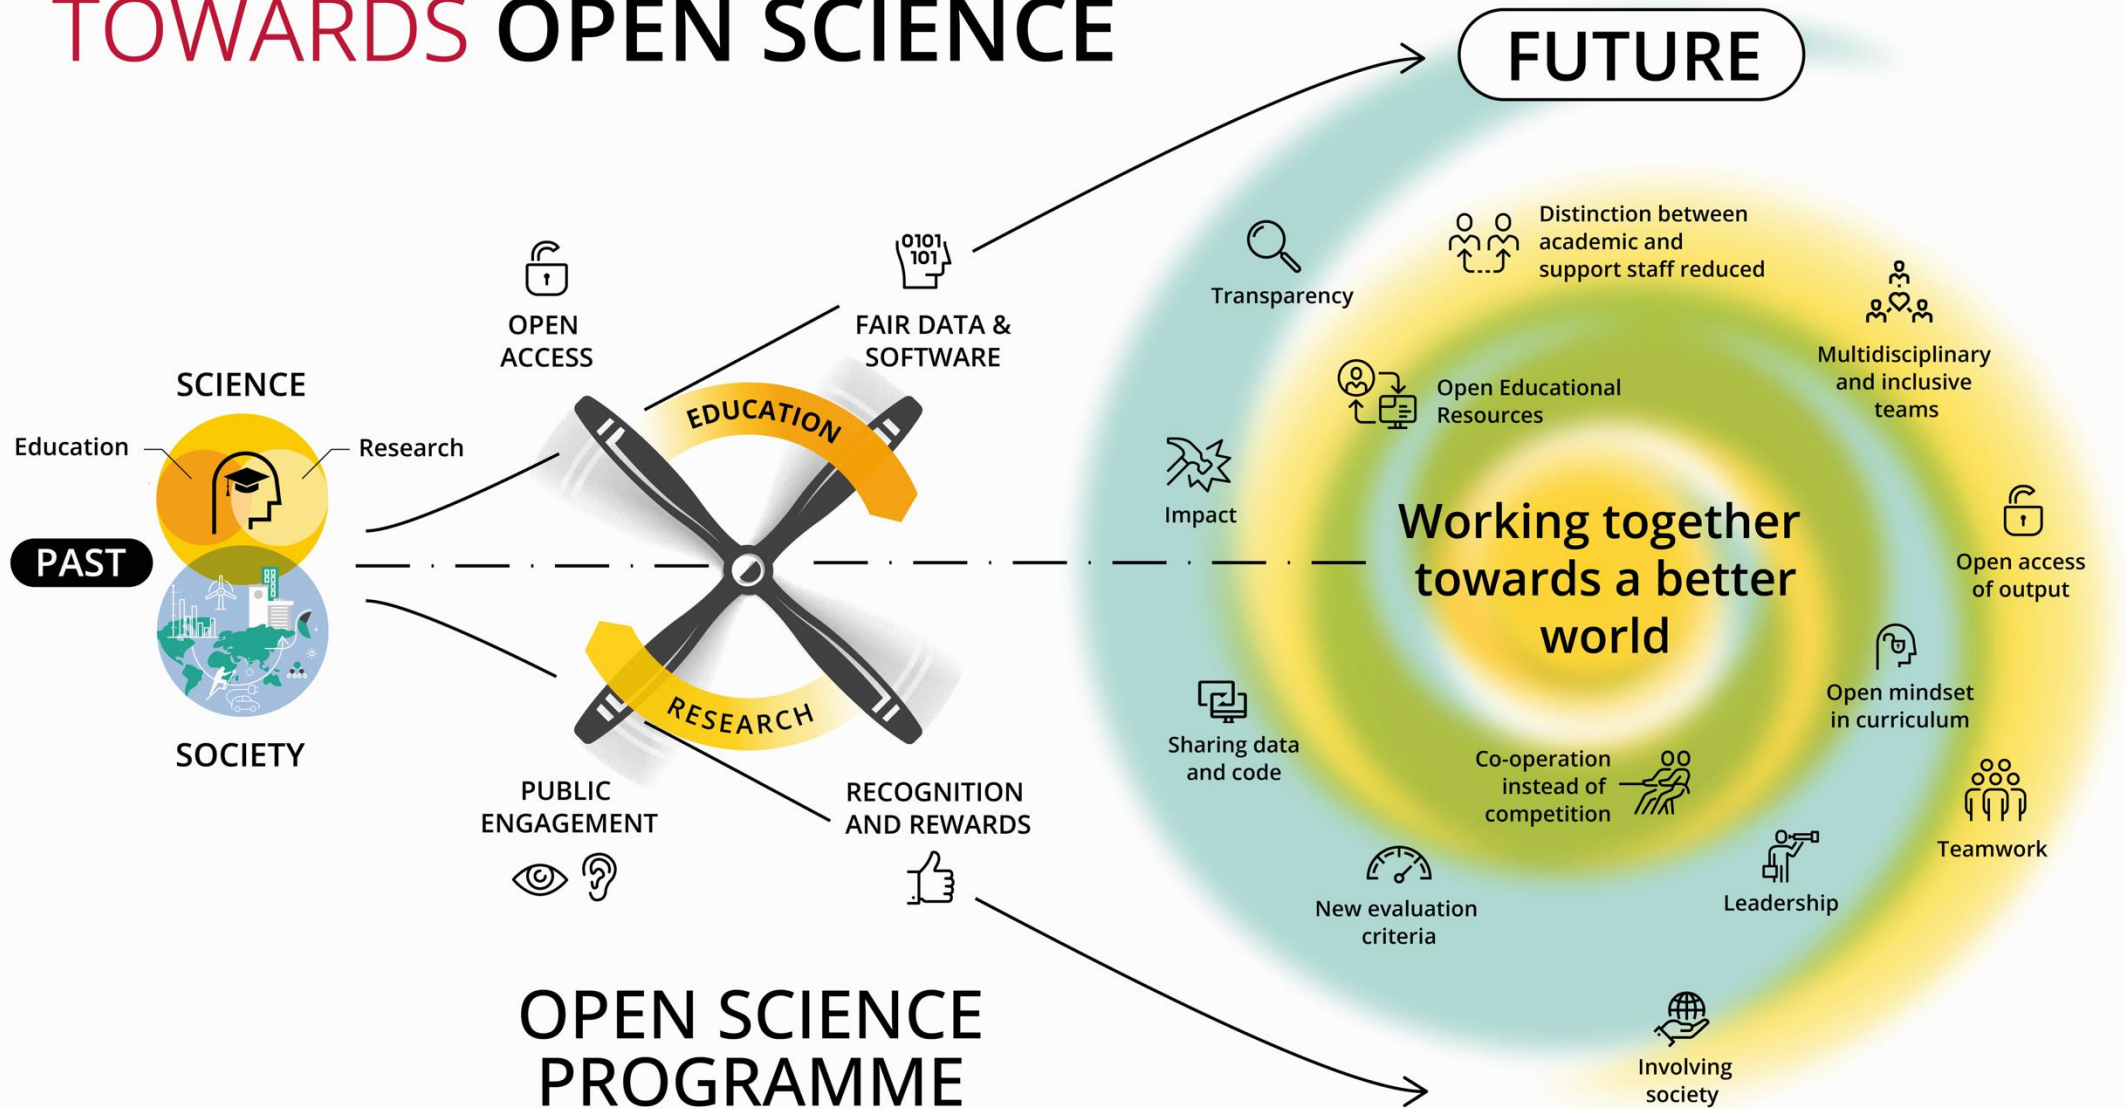 TOWARDS OPEN SCIENCE
FUTURE
OPEN
ACCESS
0101
101
FAIR DATA &
SOFTWARE
SCIENCE
Education
Research
PAST
SOCIETY
EDUCATION
RESEARCH
PUBLIC
ENGAGEMENT
RECOGNITION
AND REWARDS
OPEN SCIENCE
PROGRAMME
Transparency
Distinction between
academic and
support staff reduced
Multidisciplinary
and inclusive
teams
Open Educational
Resources
Impact
Working together
towards a better
world
Open access
of output
Open mindset
in curriculum
Sharing data
and code
Co-operation
instead of
competition
Teamwork
Leadership
New evaluation
criteria
Involving
society